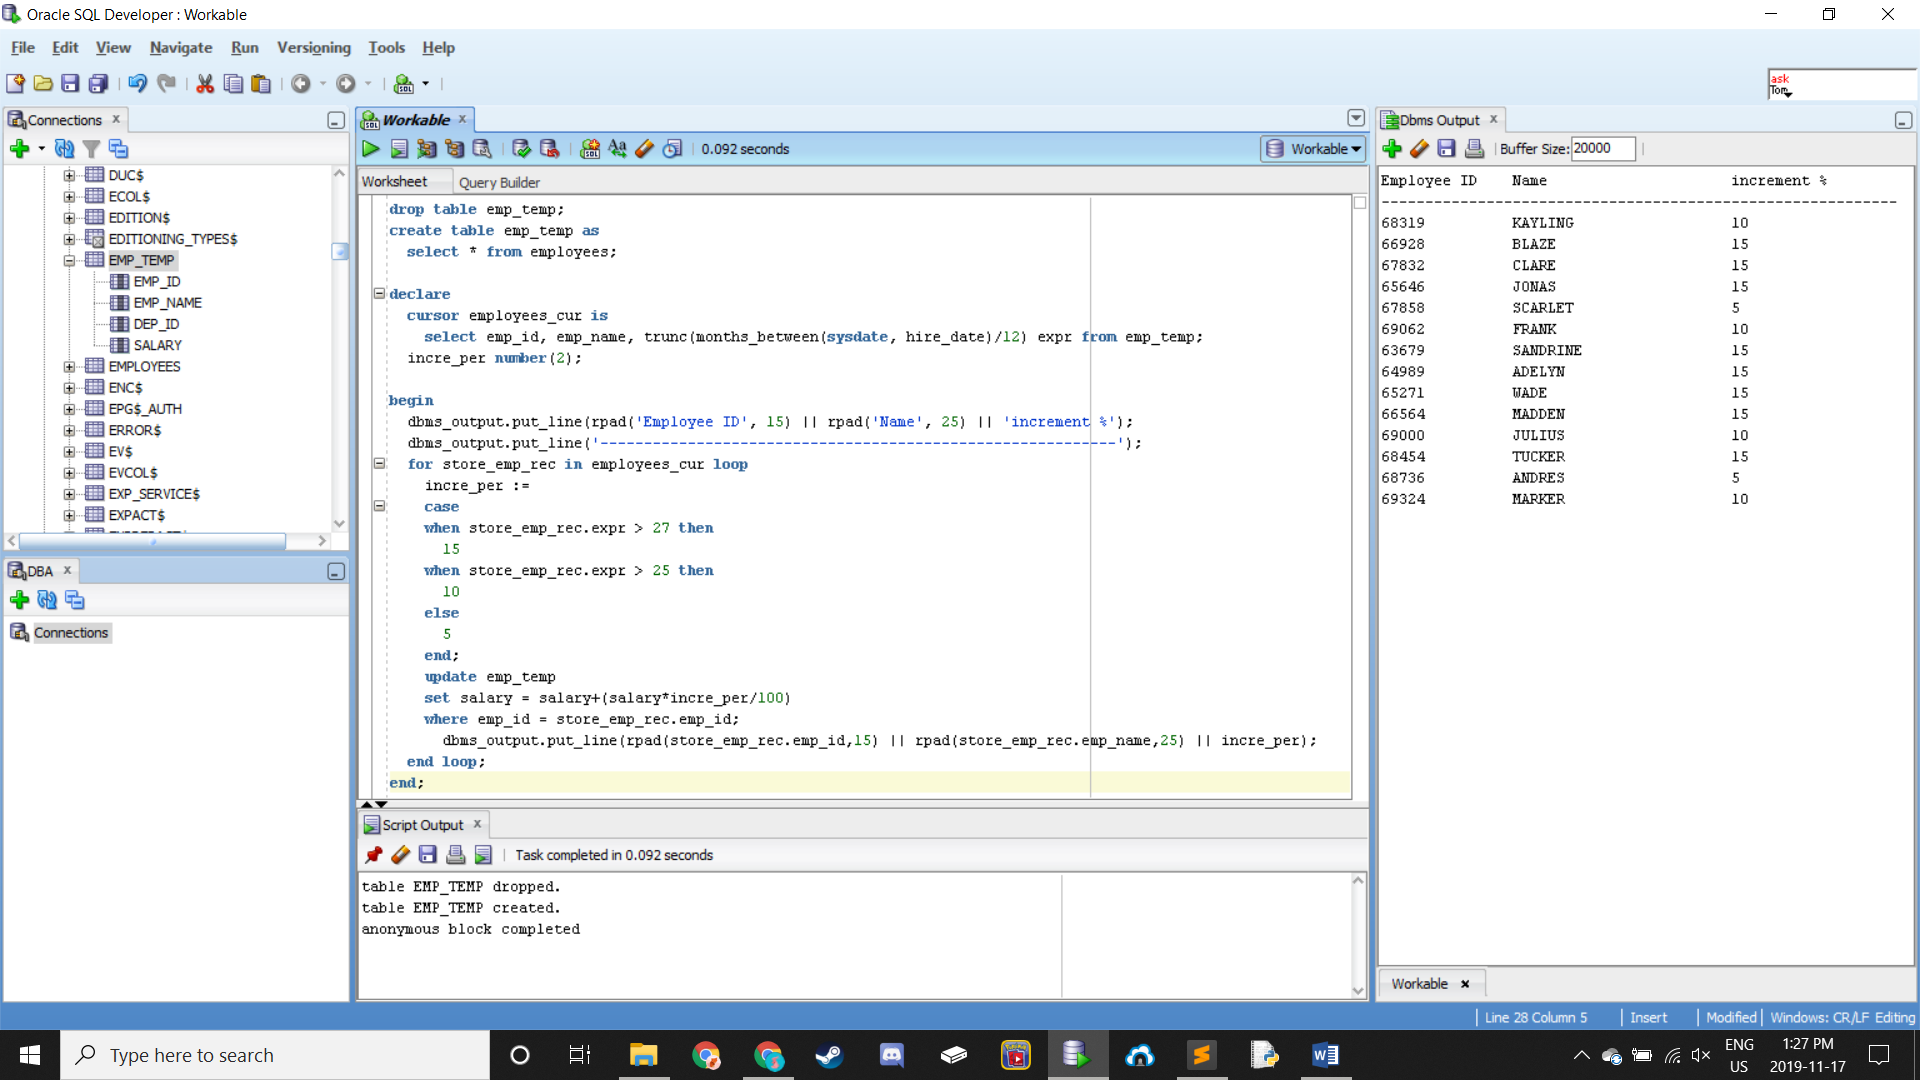 Oracle SQL Developer : Workable
File Edit View Navigate Run Versioning Tools Help
ask
Tom
Connections
DUC$
ECOL$
EDITION$
EDITIONING_TYPES$
EMP_TEMP
EMP_ID
EMP_NAME
DEP_ID
SALARY
EMPLOYEES
ENC$
EPG$_AUTH
ERROR$
EV$
EVCOL$
EXP_SERVICE$
EXPACT$
DBA
Connections
Workable
0.092 seconds
Workable
Worksheet Query Builder
drop table emp_temp;
create table emp_temp as
select * from employees;
declare
cursor employees_cur is
select emp_id, emp_name, trunc(months_between(sysdate, hire_date)/12) expr from emp_temp;
incre_per number(2);
begin
dbms_output.put_line(rpad('Employee ID', 15) || rpad('Name', 25) || 'increment %');
dbms_output.put_line('-----------------------------------------------------------');
for store_emp_rec in employees_cur loop
incre_per :=
case
when store_emp_rec.expr > 27 then
15
when store_emp_rec.expr > 25 then
10
else
5
end;
update emp_temp
set salary = salary+(salary*incre_per/100)
where emp_id = store_emp_rec.emp_id;
dbms_output.put_line(rpad(store_emp_rec.emp_id,15) || rpad(store_emp_rec.emp_name,25) || incre_per);
end loop;
end;
Script Output
Task completed in 0.092 seconds
table EMP_TEMP dropped.
table EMP_TEMP created.
anonymous block completed
Dbms Output
Buffer Size: 20000
Employee ID Name increment %
-----------------------------------------------------------
68319 KAYLING 10
66928 BLAZE 15
67832 CLARE 15
65646 JONAS 15
67858 SCARLET 5
69062 FRANK 10
63679 SANDRINE 15
64989 ADELYN 15
65271 WADE 15
66564 MADDEN 15
69000 JULIUS 10
68454 TUCKER 15
68736 ANDRES 5
69324 MARKER 10
Workable
Line 28 Column 5 Insert Modified Windows: CR/LF Editing
Type here to search
ENG
US
1:27 PM
2019-11-17